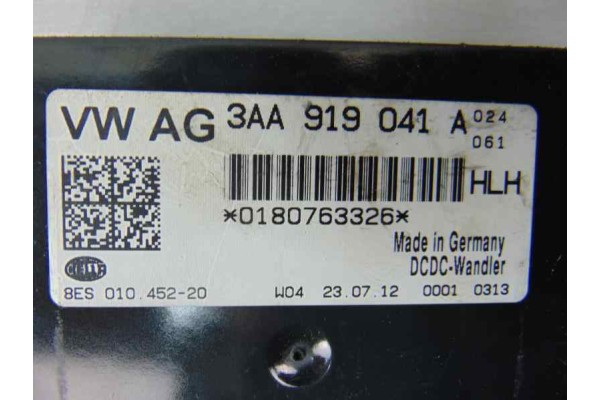 VW AG 3AA 919 041 A 024
061
HLH
*0180763326*
Made in Germany
DCDC-Wandler
HELLA
8ES 010.452-20 W04 23.07.12 0001 0313